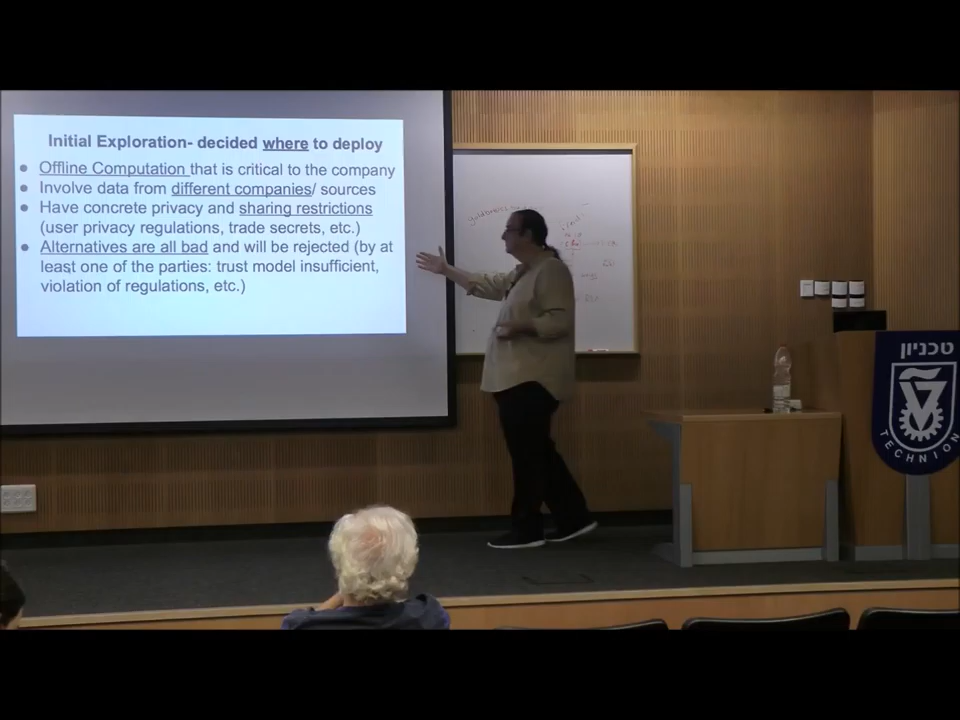 Initial Exploration- decided where to deploy
● Offline Computation that is critical to the company
● Involve data from different companies/ sources
● Have concrete privacy and sharing restrictions
(user privacy regulations, trade secrets, etc.)
● Alternatives are all bad and will be rejected (by at
least one of the parties: trust model insufficient,
violation of regulations, etc.)
טכניון
TECHNION